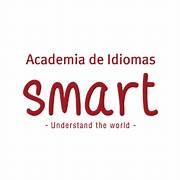 Academia de Idiomas
smart
- Understand the world -